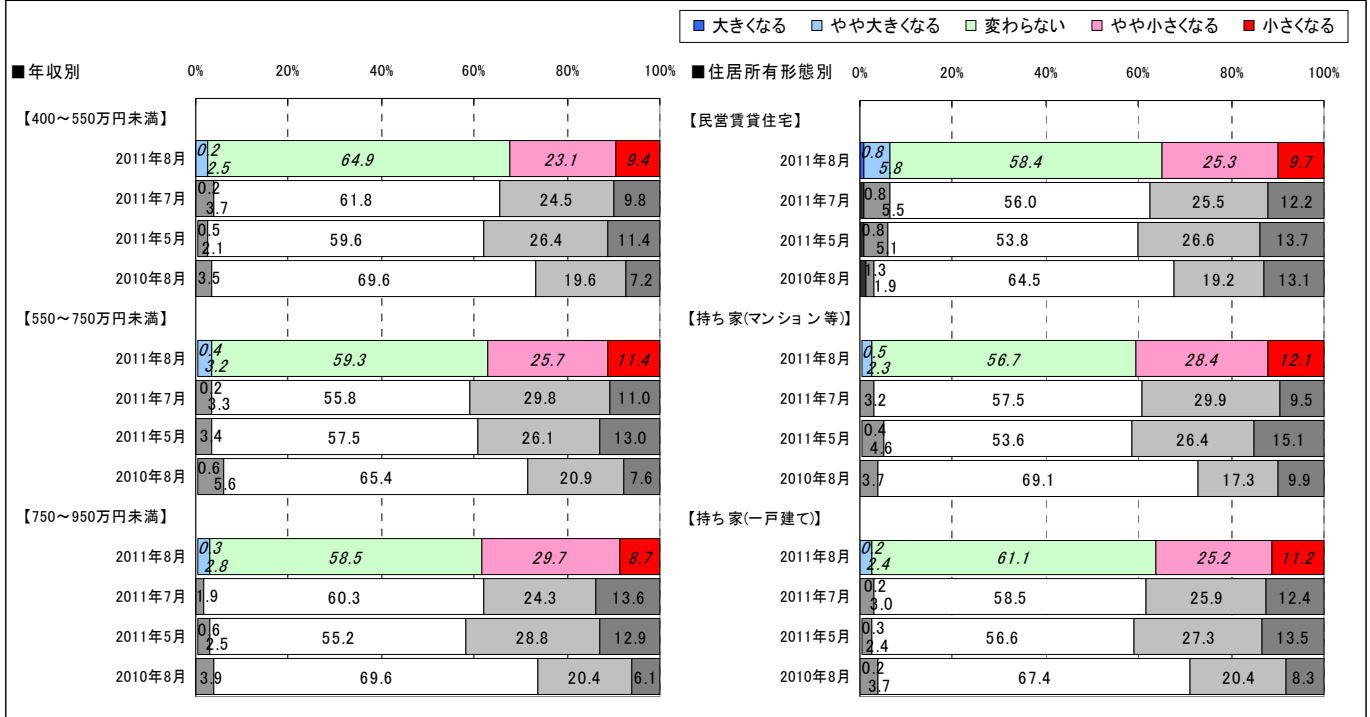 大きくなる やや大きくなる 変わらない やや小さくなる 小さくなる
■年収別
0% 20% 40% 60% 80% 100%
【400～550万円未満】
2011年8月 0.2 2.5 64.9 23.1 9.4
2011年7月 0.2 3.7 61.8 24.5 9.8
2011年5月 0.5 2.1 59.6 26.4 11.4
2010年8月 3.5 69.6 19.6 7.2
【550～750万円未満】
2011年8月 0.4 3.2 59.3 25.7 11.4
2011年7月 0.2 3.3 55.8 29.8 11.0
2011年5月 3.4 57.5 26.1 13.0
2010年8月 0.6 5.6 65.4 20.9 7.6
【750～950万円未満】
2011年8月 0.3 2.8 58.5 29.7 8.7
2011年7月 1.9 60.3 24.3 13.6
2011年5月 0.6 2.5 55.2 28.8 12.9
2010年8月 3.9 69.6 20.4 6.1
■住居所有形態別
0% 20% 40% 60% 80% 100%
【民営賃貸住宅】
2011年8月 0.8 5.8 58.4 25.3 9.7
2011年7月 0.8 5.5 56.0 25.5 12.2
2011年5月 0.8 5.1 53.8 26.6 13.7
2010年8月 1.3 1.9 64.5 19.2 13.1
【持ち家(マンション等)】
2011年8月 0.5 2.3 56.7 28.4 12.1
2011年7月 3.2 57.5 29.9 9.5
2011年5月 0.4 4.6 53.6 26.4 15.1
2010年8月 3.7 69.1 17.3 9.9
【持ち家(一戸建て)】
2011年8月 0.2 2.4 61.1 25.2 11.2
2011年7月 0.2 3.0 58.5 25.9 12.4
2011年5月 0.3 2.4 56.6 27.3 13.5
2010年8月 0.2 3.7 67.4 20.4 8.3